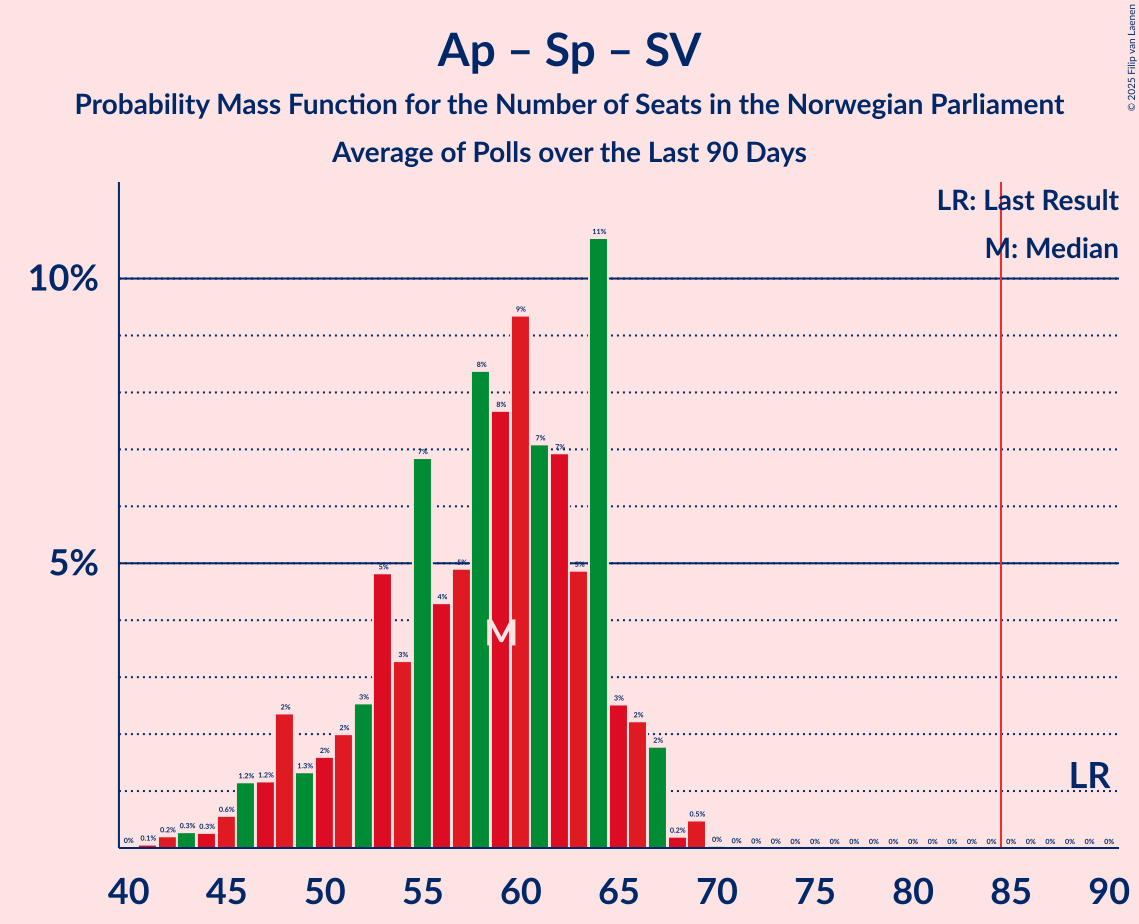 Ap – Sp – SV
Probability Mass Function for the Number of Seats in the Norwegian Parliament
Average of Polls over the Last 90 Days
© 2025 Filip van Laenen
LR: Last Result
M: Median
10%
5%
0% 0.1% 0.2% 0.3% 0.3% 0.6% 1.2% 1.2% 2% 1.3% 2% 2% 3% 5% 3% 7% 4% 5% 8% 8% 9% 7% 7% 5% 11% 3% 2% 2% 0.2% 0.5% 0% 0% 0% 0% 0% 0% 0% 0% 0% 0% 0% 0% 0% 0% 0% 0% 0% 0% 0% 0% 0%
M
LR
40 45 50 55 60 65 70 75 80 85 90